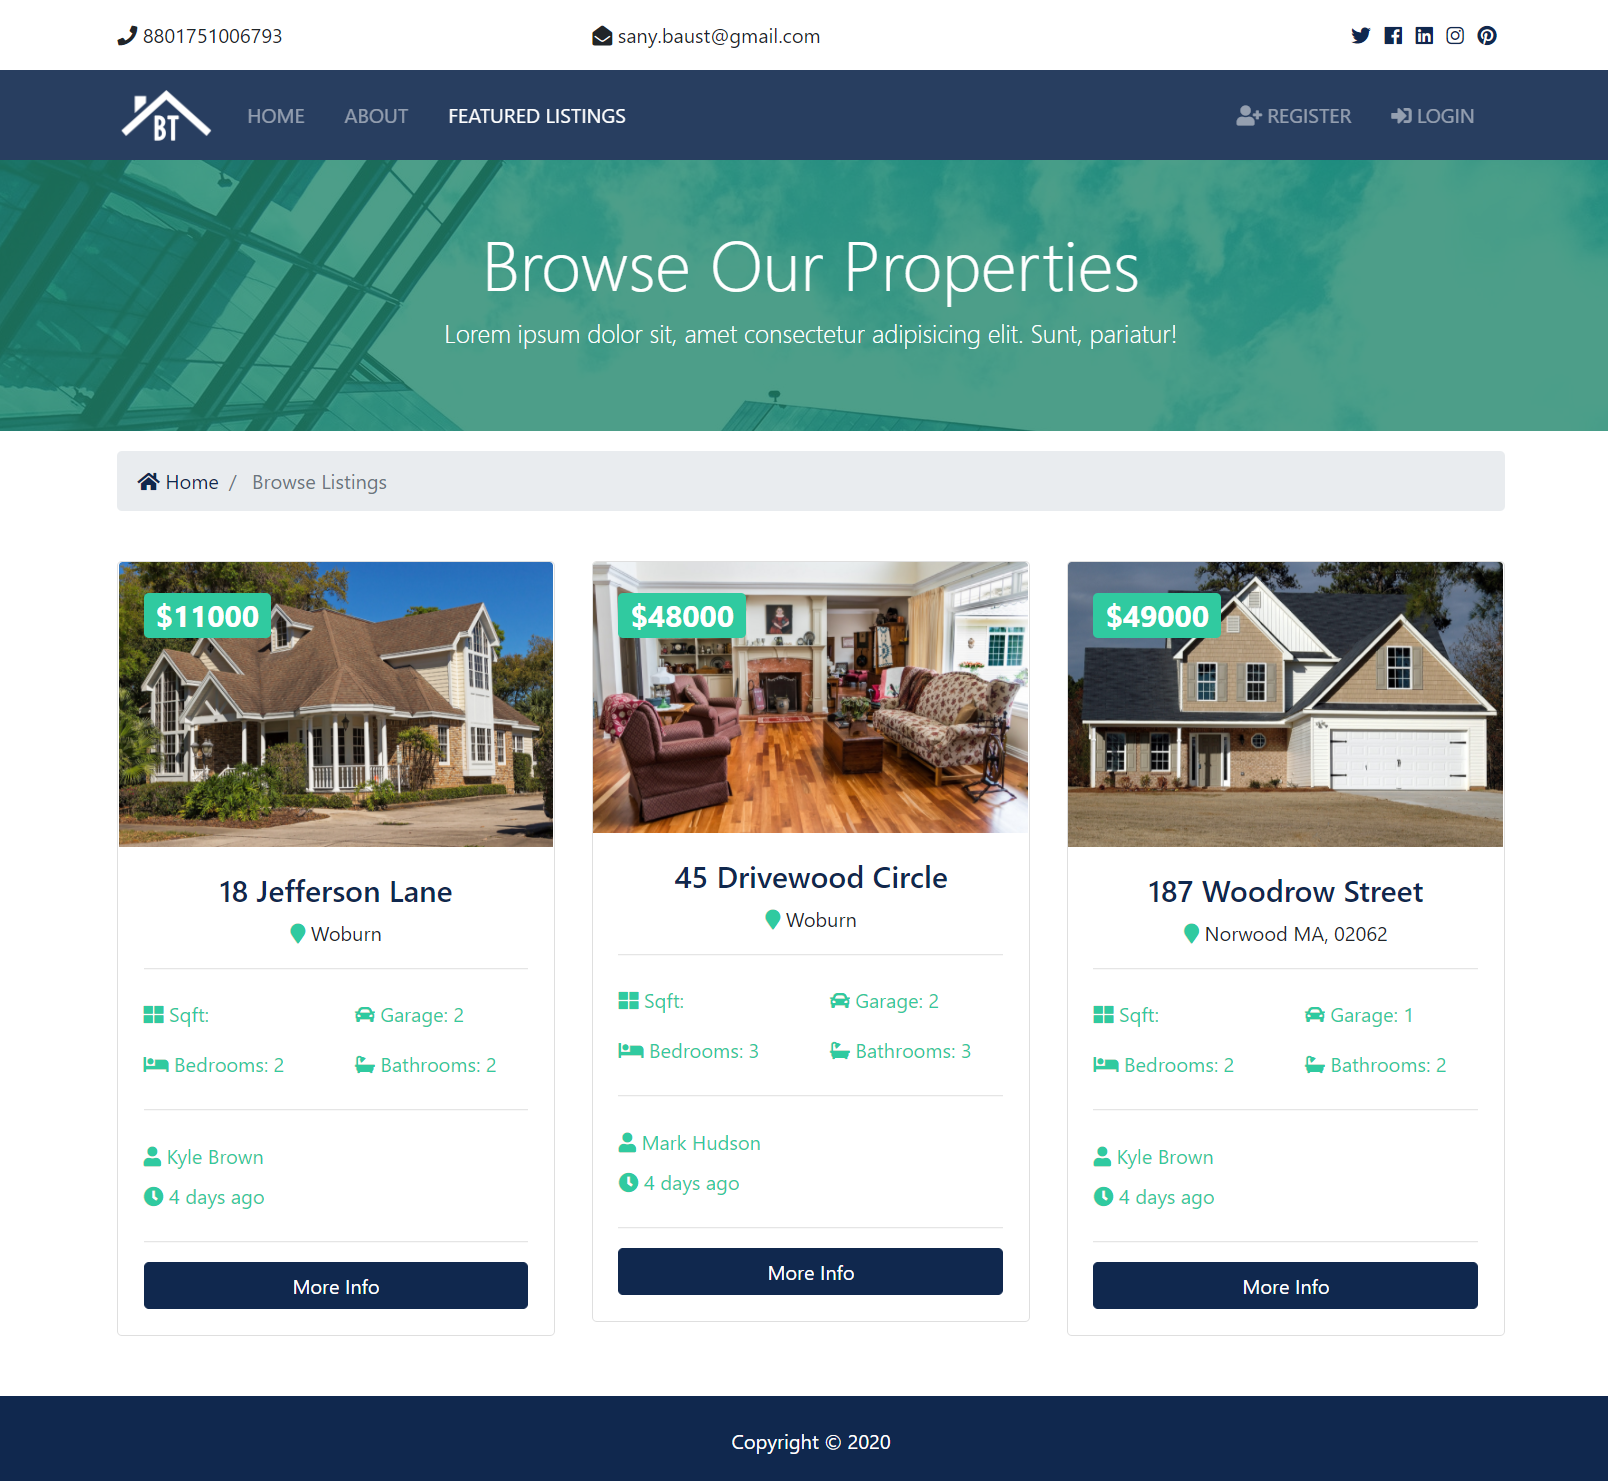 8801751006793
sany.baust@gmail.com
BT
HOME
ABOUT
FEATURED LISTINGS
REGISTER
LOGIN
Browse Our Properties
Lorem ipsum dolor sit, amet consectetur adipisicing elit. Sunt, pariatur!
Home / Browse Listings
$11000
18 Jefferson Lane
Woburn
Sqft:
Garage: 2
Bedrooms: 2
Bathrooms: 2
Kyle Brown
4 days ago
More Info
$48000
45 Drivewood Circle
Woburn
Sqft:
Garage: 2
Bedrooms: 3
Bathrooms: 3
Mark Hudson
4 days ago
More Info
$49000
187 Woodrow Street
Norwood MA, 02062
Sqft:
Garage: 1
Bedrooms: 2
Bathrooms: 2
Kyle Brown
4 days ago
More Info
Copyright © 2020